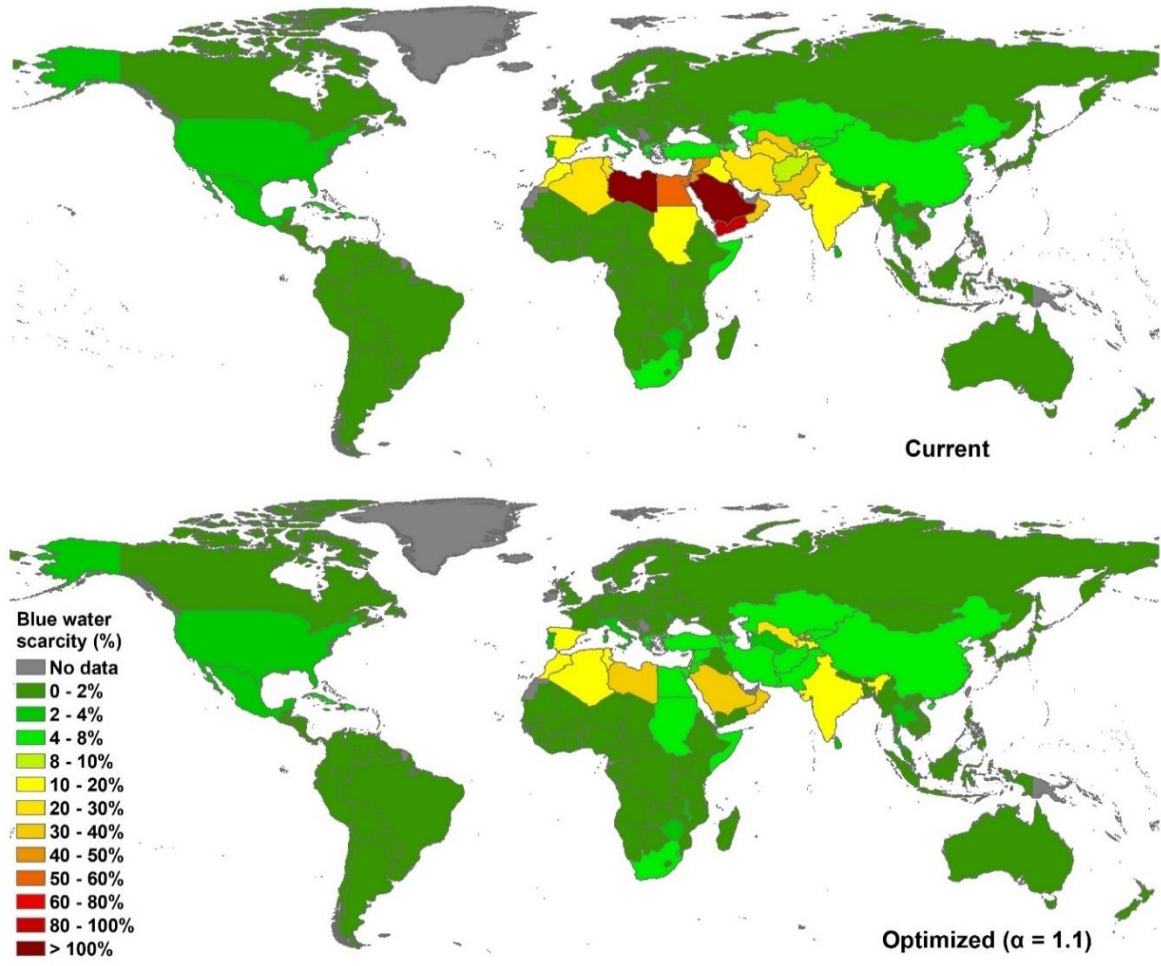 Current
Blue water
scarcity (%)
No data
0 - 2%
2 - 4%
4 - 8%
8 - 10%
10 - 20%
20 - 30%
30 - 40%
40 - 50%
50 - 60%
60 - 80%
80 - 100%
> 100%
Optimized (α = 1.1)